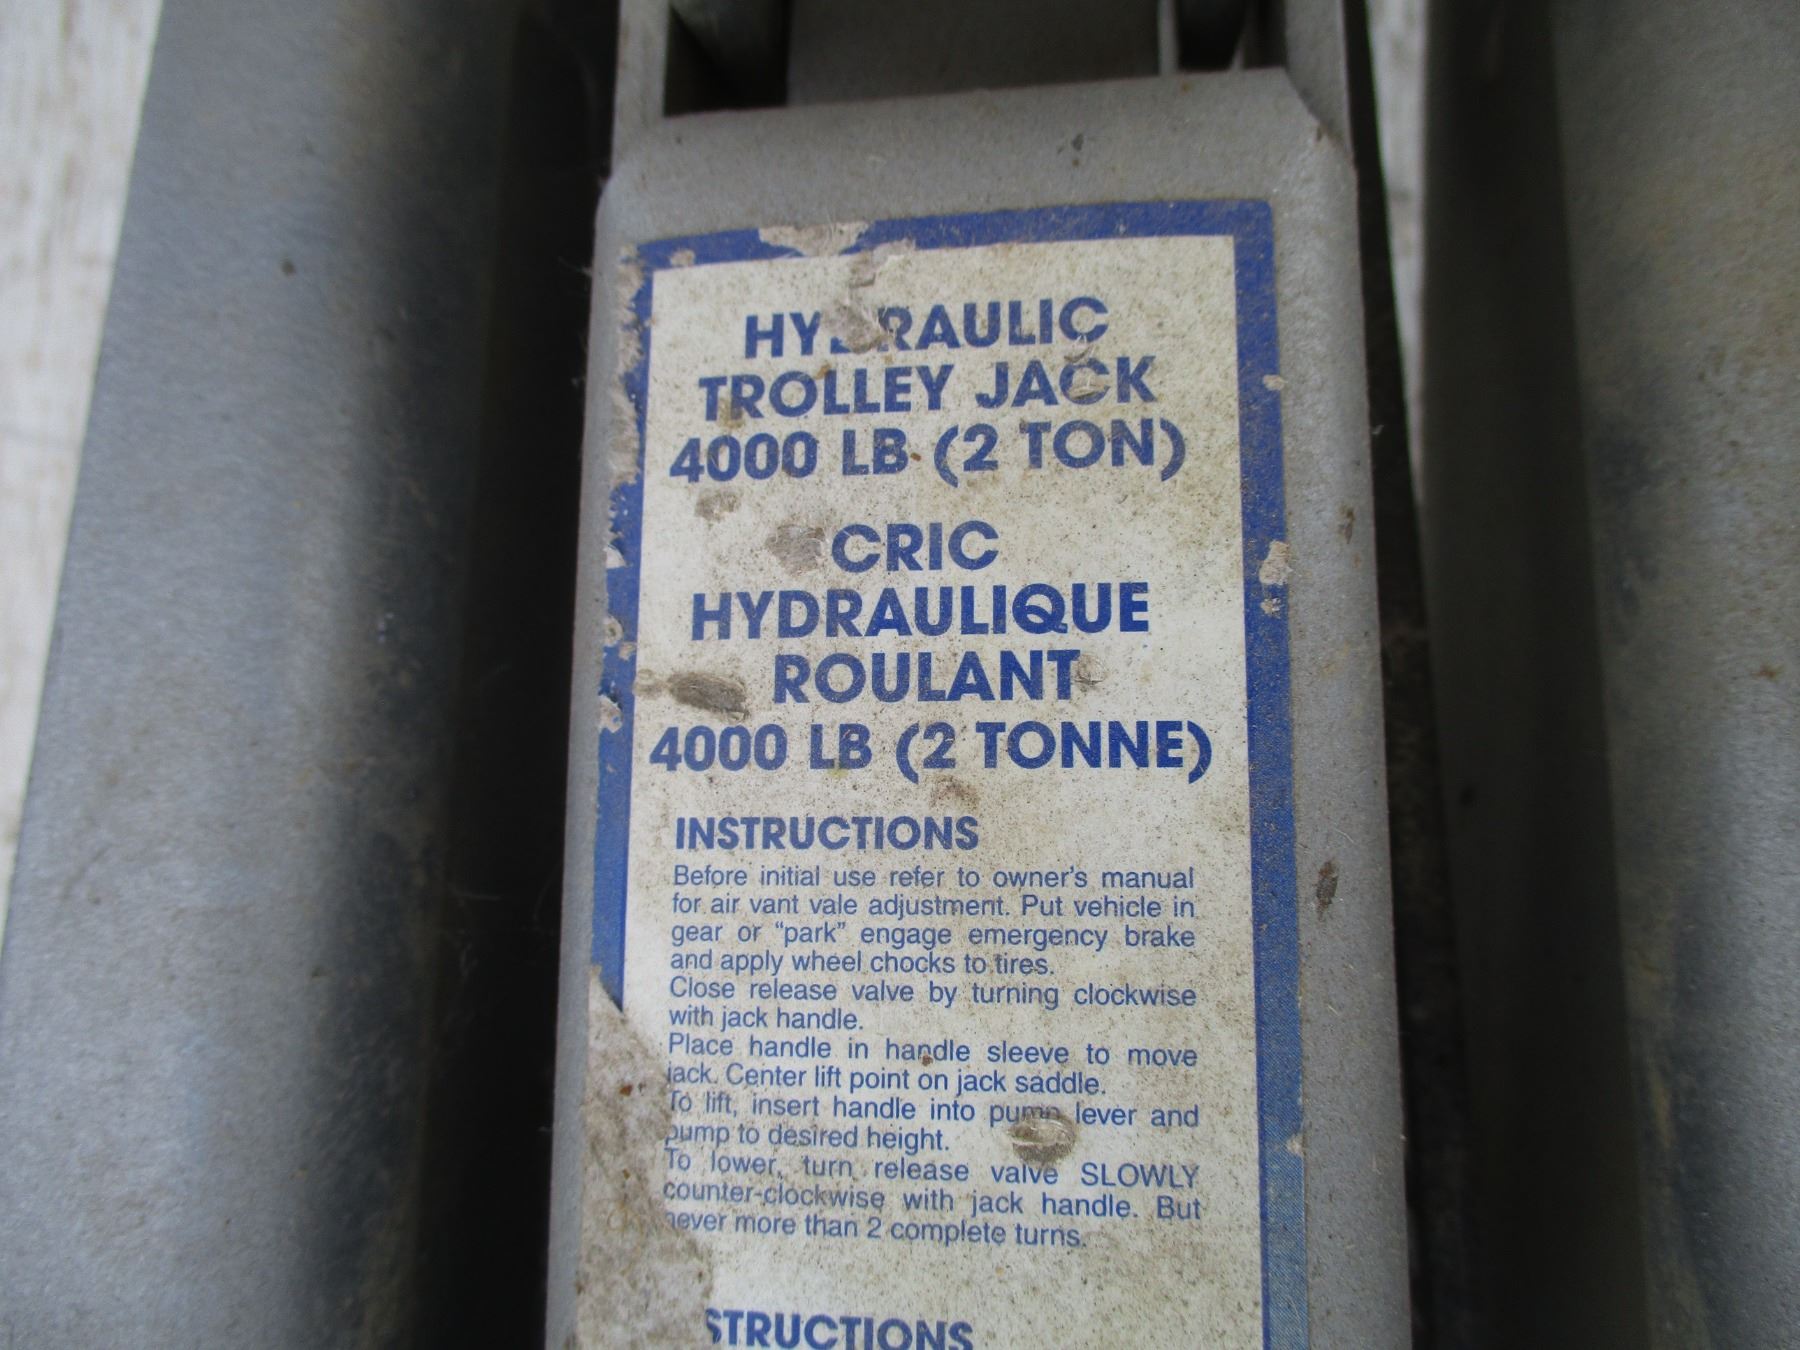 HYDRAULIC
TROLLEY JACK
4000 LB (2 TON)
CRIC
HYDRAULIQUE
ROULANT
4000 LB (2 TONNE)
INSTRUCTIONS
Before initial use refer to owner's manual
for air vant vale adjustment. Put vehicle in
gear or “park” engage emergency brake
and apply wheel chocks to tires.
Close release valve by turning clockwise
with jack handle.
Place handle in handle sleeve to move
jack. Center lift point on jack saddle.
To lift, insert handle into pump lever and
pump to desired height.
To lower, turn release valve SLOWLY
counter-clockwise with jack handle. But
never more than 2 complete turns.
STRUCTIONS